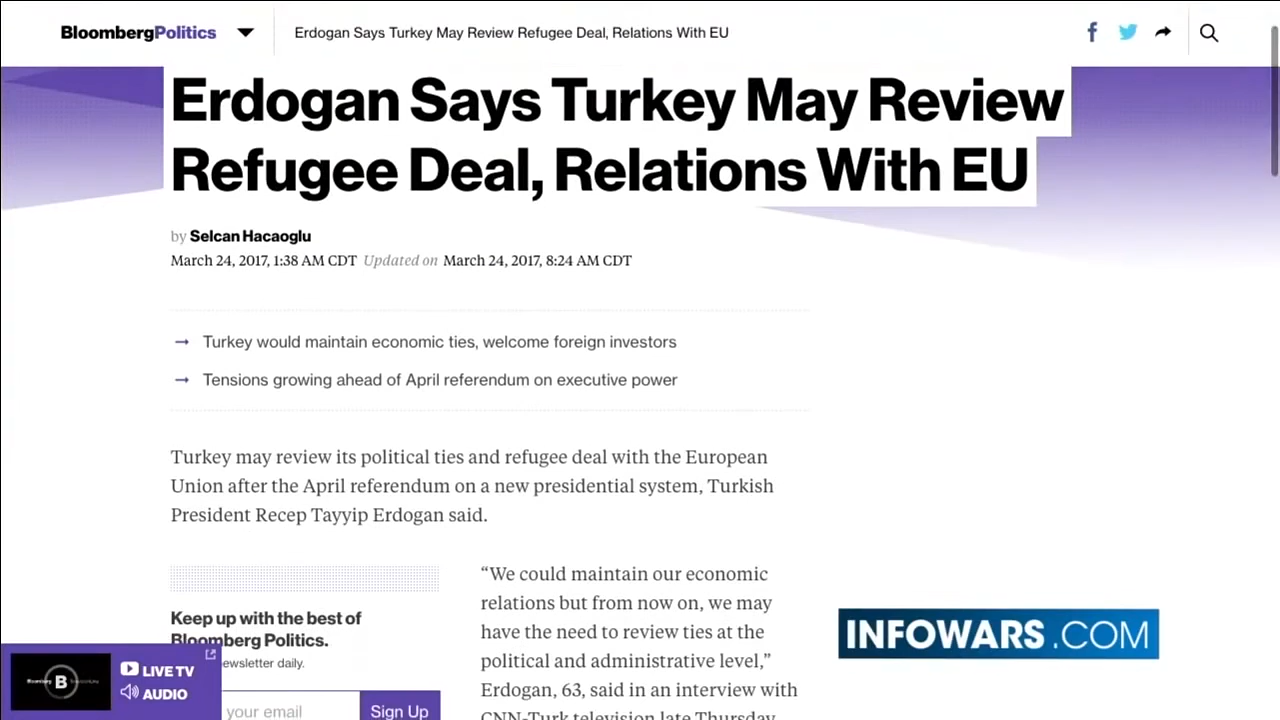 BloombergPolitics
Erdogan Says Turkey May Review Refugee Deal, Relations With EU
Erdogan Says Turkey May Review
Refugee Deal, Relations With EU
by Selcan Hacaoglu
March 24, 2017, 1:38 AM CDT Updated on March 24, 2017, 8:24 AM CDT
→ Turkey would maintain economic ties, welcome foreign investors
→ Tensions growing ahead of April referendum on executive power
Turkey may review its political ties and refugee deal with the European
Union after the April referendum on a new presidential system, Turkish
President Recep Tayyip Erdogan said.
Keep up with the best of
Bloomberg Politics.
ewsletter daily.
your email
Sign Up
“We could maintain our economic
relations but from now on, we may
have the need to review ties at the
political and administrative level,”
Erdogan, 63, said in an interview with
CNN-Turk television late Thursday
B
LIVE TV
AUDIO
INFOWARS.COM